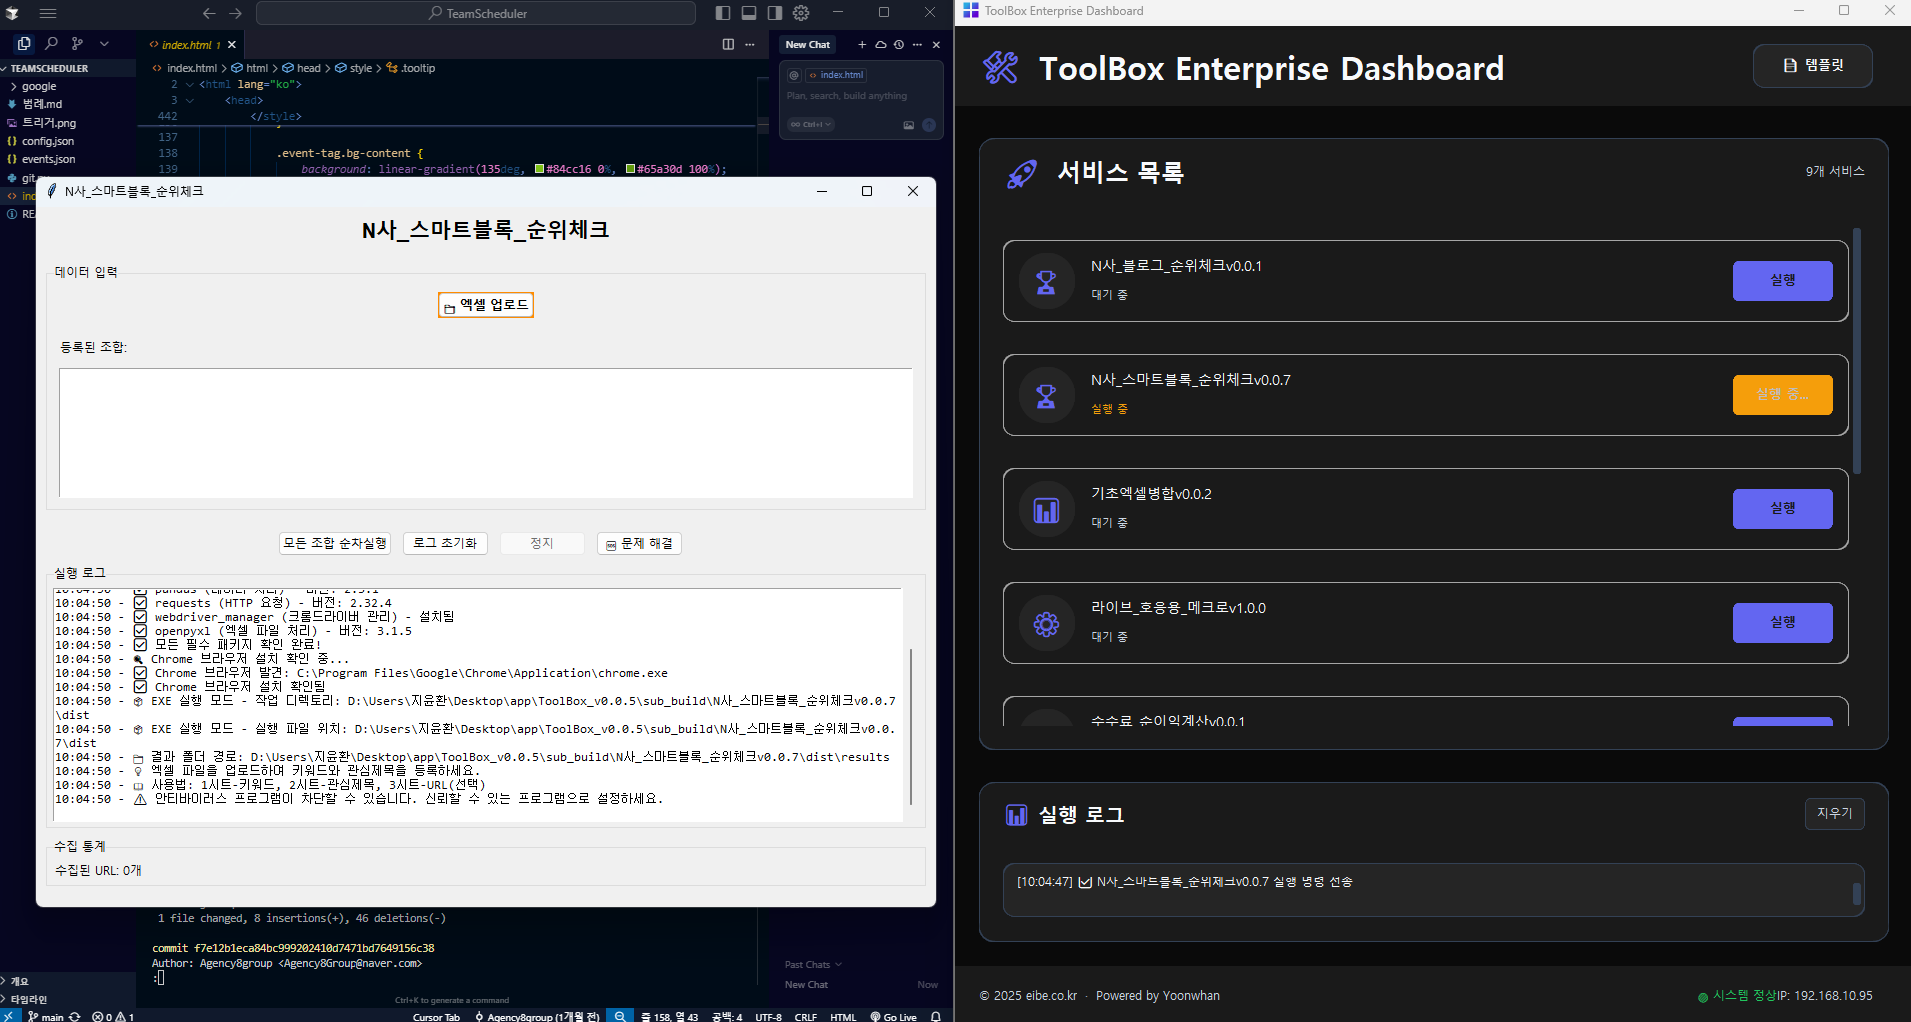 TeamScheduler
TEAMSCHEDULER
google
범례.md
트리거.png
config.json
events.json
index.html 1
index.html > html > head > style > .tooltip
2 <html lang="ko">
3 <head>
442 </style>
137
138 .event-tag.bg-content {
139 background: linear-gradient(135deg, #84cc16 0%, #65a30d 100%);
New Chat
@ index.html
Plan, search, build anything
∞ Ctrl+I
N사_스마트블록_순위체크
N사_스마트블록_순위체크
데이터 입력
엑셀 업로드
등록된 조합:
모든 조합 순차실행
로그 초기화
정지
문제 해결
실행 로그
10:04:50 - pandas (데이터 처리) - 버전: 2.3.1
10:04:50 - requests (HTTP 요청) - 버전: 2.32.4
10:04:50 - webdriver_manager (크롬드라이버 관리) - 설치됨
10:04:50 - openpyxl (엑셀 파일 처리) - 버전: 3.1.5
10:04:50 - 모든 필수 패키지 확인 완료!
10:04:50 - Chrome 브라우저 설치 확인 중...
10:04:50 - Chrome 브라우저 발견: C:\Program Files\Google\Chrome\Application\chrome.exe
10:04:50 - Chrome 브라우저 설치 확인됨
10:04:50 - EXE 실행 모드 - 작업 디렉토리: D:\Users\지윤환\Desktop\app\ToolBox_v0.0.5\sub_build\N사_스마트블록_순위체크v0.0.7
\dist
10:04:50 - EXE 실행 모드 - 실행 파일 위치: D:\Users\지윤환\Desktop\app\ToolBox_v0.0.5\sub_build\N사_스마트블록_순위체크v0.0.
7\dist
10:04:50 - 결과 폴더 경로: D:\Users\지윤환\Desktop\app\ToolBox_v0.0.5\sub_build\N사_스마트블록_순위체크v0.0.7\dist\results
10:04:50 - 엑셀 파일을 업로드하여 키워드와 관심제목을 등록하세요.
10:04:50 - 사용법: 1시트-키워드, 2시트-관심제목, 3시트-URL(선택)
10:04:50 - 안티바이러스 프로그램이 차단할 수 있습니다. 신뢰할 수 있는 프로그램으로 설정하세요.
수집 통계
수집된 URL: 0개
1 file changed, 8 insertions(+), 46 deletions(-)
commit f7e12b1eca84bc999202410d7471bd7649156c38
Author: Agency8group <Agency8Group@naver.com>
:
Ctrl+K to generate a command
Past Chats
New Chat
Now
개요
타임라인
main
0 1
Cursor Tab
Agency8group (1개월 전)
줄 158, 열 43
공백: 4
UTF-8
CRLF
HTML
Go Live
ToolBox Enterprise Dashboard
ToolBox Enterprise Dashboard
템플릿
서비스 목록
9개 서비스
N사_블로그_순위체크v0.0.1
대기 중
실행
N사_스마트블록_순위체크v0.0.7
실행 중
실행 중...
기초엑셀병합v0.0.2
대기 중
실행
라이브_호응용_메크로v1.0.0
대기 중
실행
수수료_순이익계산v0.0.1
실행 로그
지우기
[10:04:47] N사_스마트블록_순위체크v0.0.7 실행 명령 전송
© 2025 eibe.co.kr · Powered by Yoonwhan
시스템 정상 IP: 192.168.10.95